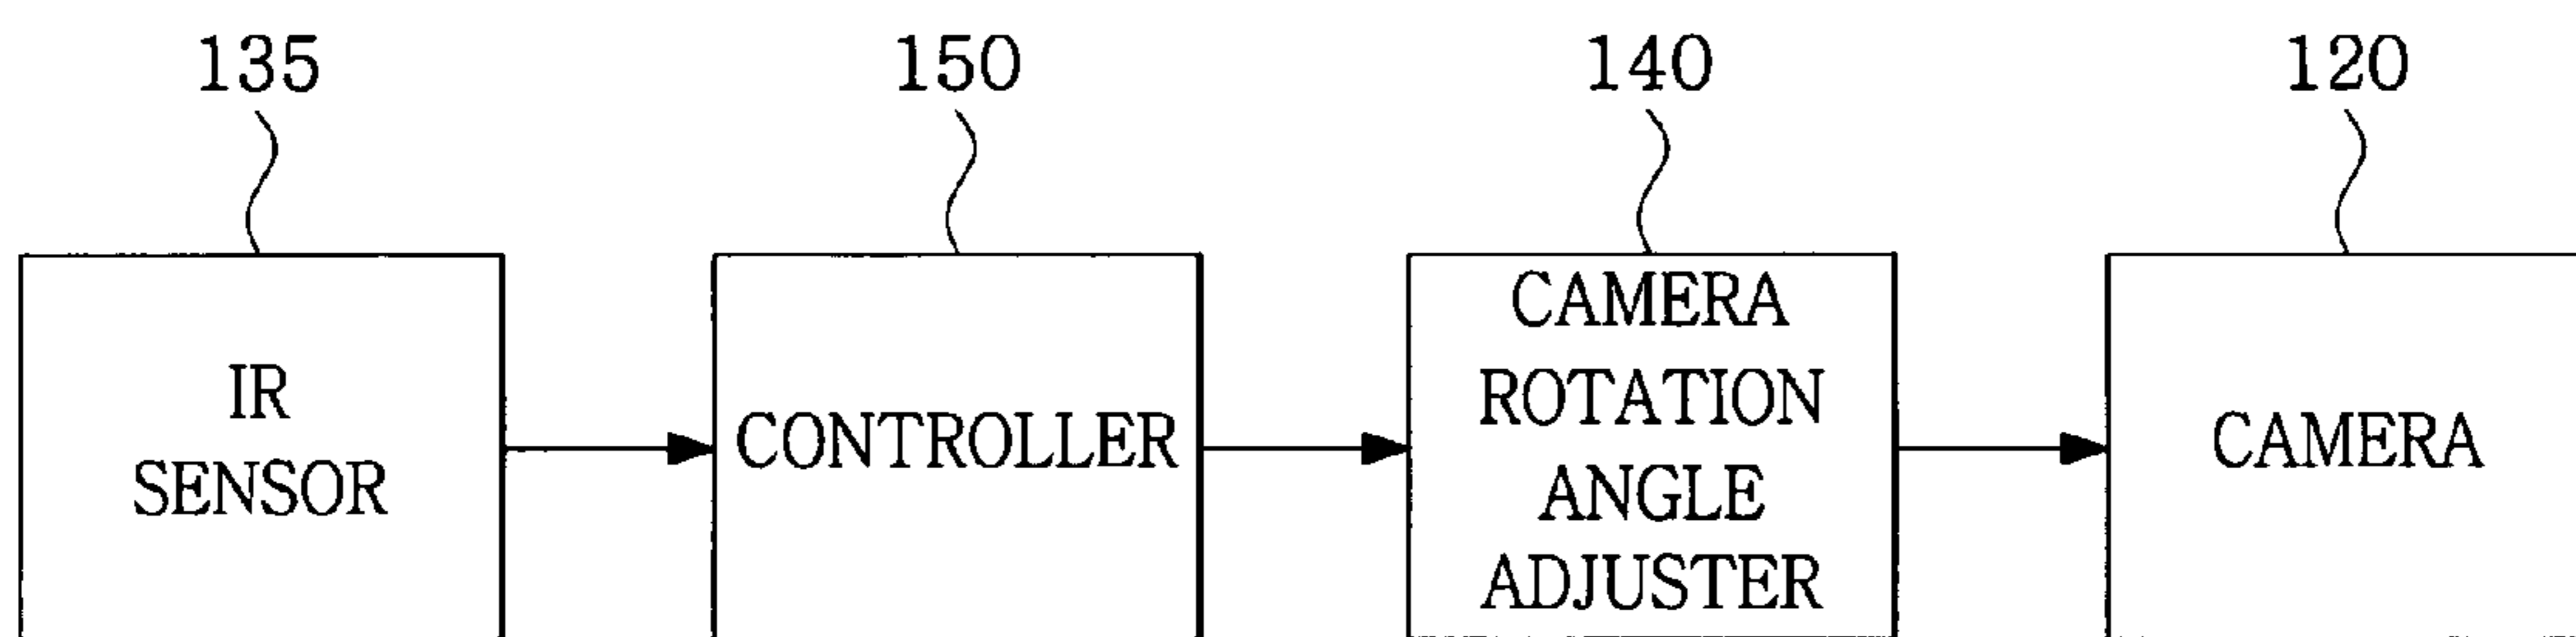 135
150
140
120
IR
SENSOR
CONTROLLER
CAMERA
ROTATION
ANGLE
ADJUSTER
CAMERA